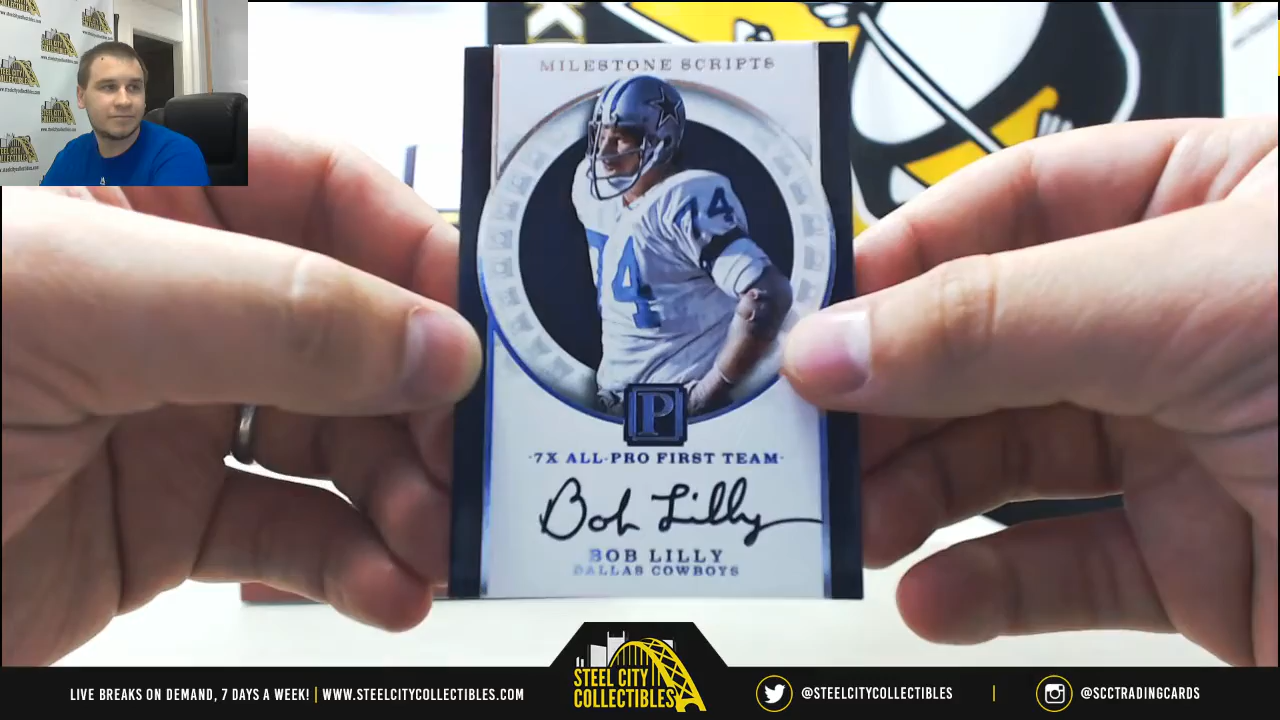 MILESTONE SCRIPTS
74
74
P
·7X ALL-PRO FIRST TEAM·
Bob Lilly
BOB LILLY
DALLAS COWBOYS
LIVE BREAKS ON DEMAND, 7 DAYS A WEEK! | WWW.STEELCITYCOLLECTIBLES.COM
STEEL CITY
COLLECTIBLES
@STEELCITYCOLLECTIBLES
|
@SCCTRADINGCARDS